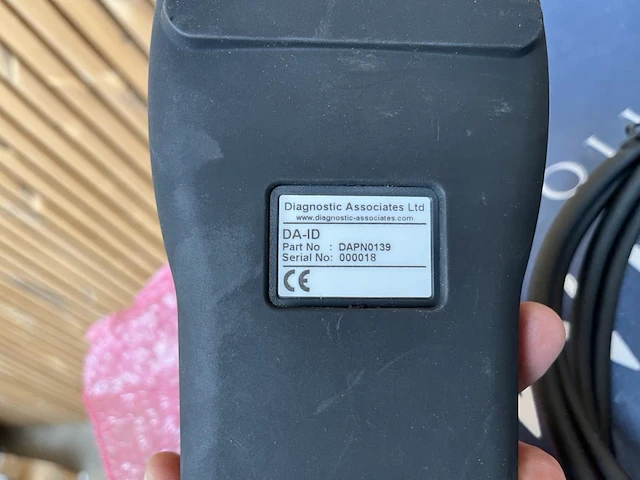 Diagnostic Associates Ltd
www.diagnostic-associates.com
DA-ID
Part No : DAPN0139
Serial No: 000018
CE